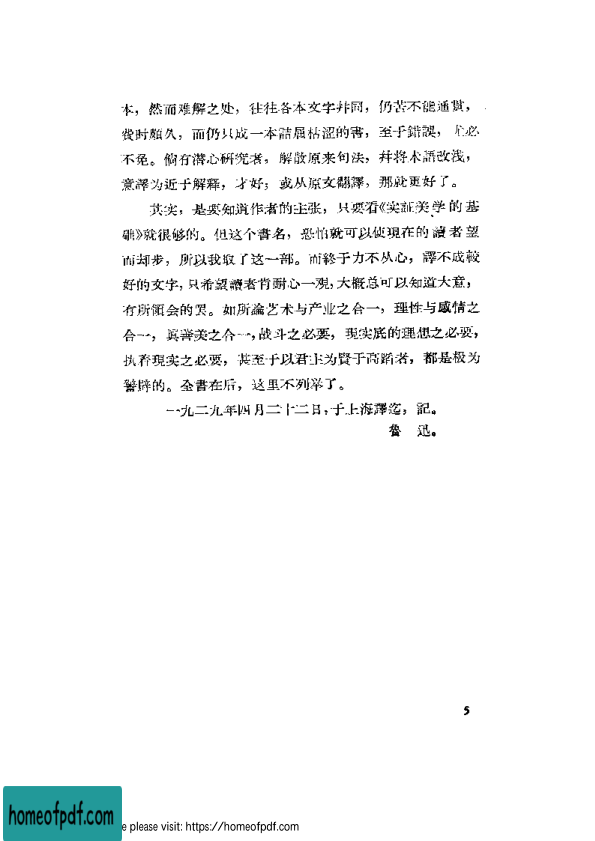 本，然而难解之处，往往各本文字并同，仍苦不能通贯，
费时颇久，而仍只成一本詰屈枯涩的書，至于錯誤，尤必
不免。倘有潜心研究者，解散原来句法，并将术語改浅，
意譯为近于解释，才好；或从原文翻譯，那就更好了。
其实，是要知道作者的主张，只要看《实証美学的基
础》就很够的。但这个書名，恐怕就可以使現在的讀者望
而却步，所以我取了这一部。而終于力不从心，譯不成较
好的文字，只希望讀者肯耐心一观，大概总可以知道大意，
有所領会的罢。如所論艺术与产业之合一，理性与感情之
合一，眞善美之合一，战斗之必要，現实底的理想之必要，
执着現实之必要，甚至于以君主为賢于高蹈者，都是极为
警辟的。全書在后，这里不列举了。
一九二九年四月二十二日，于上海譯迄，記。
魯　迅。
5
homeofpdf.com
e please visit: https://homeofpdf.com